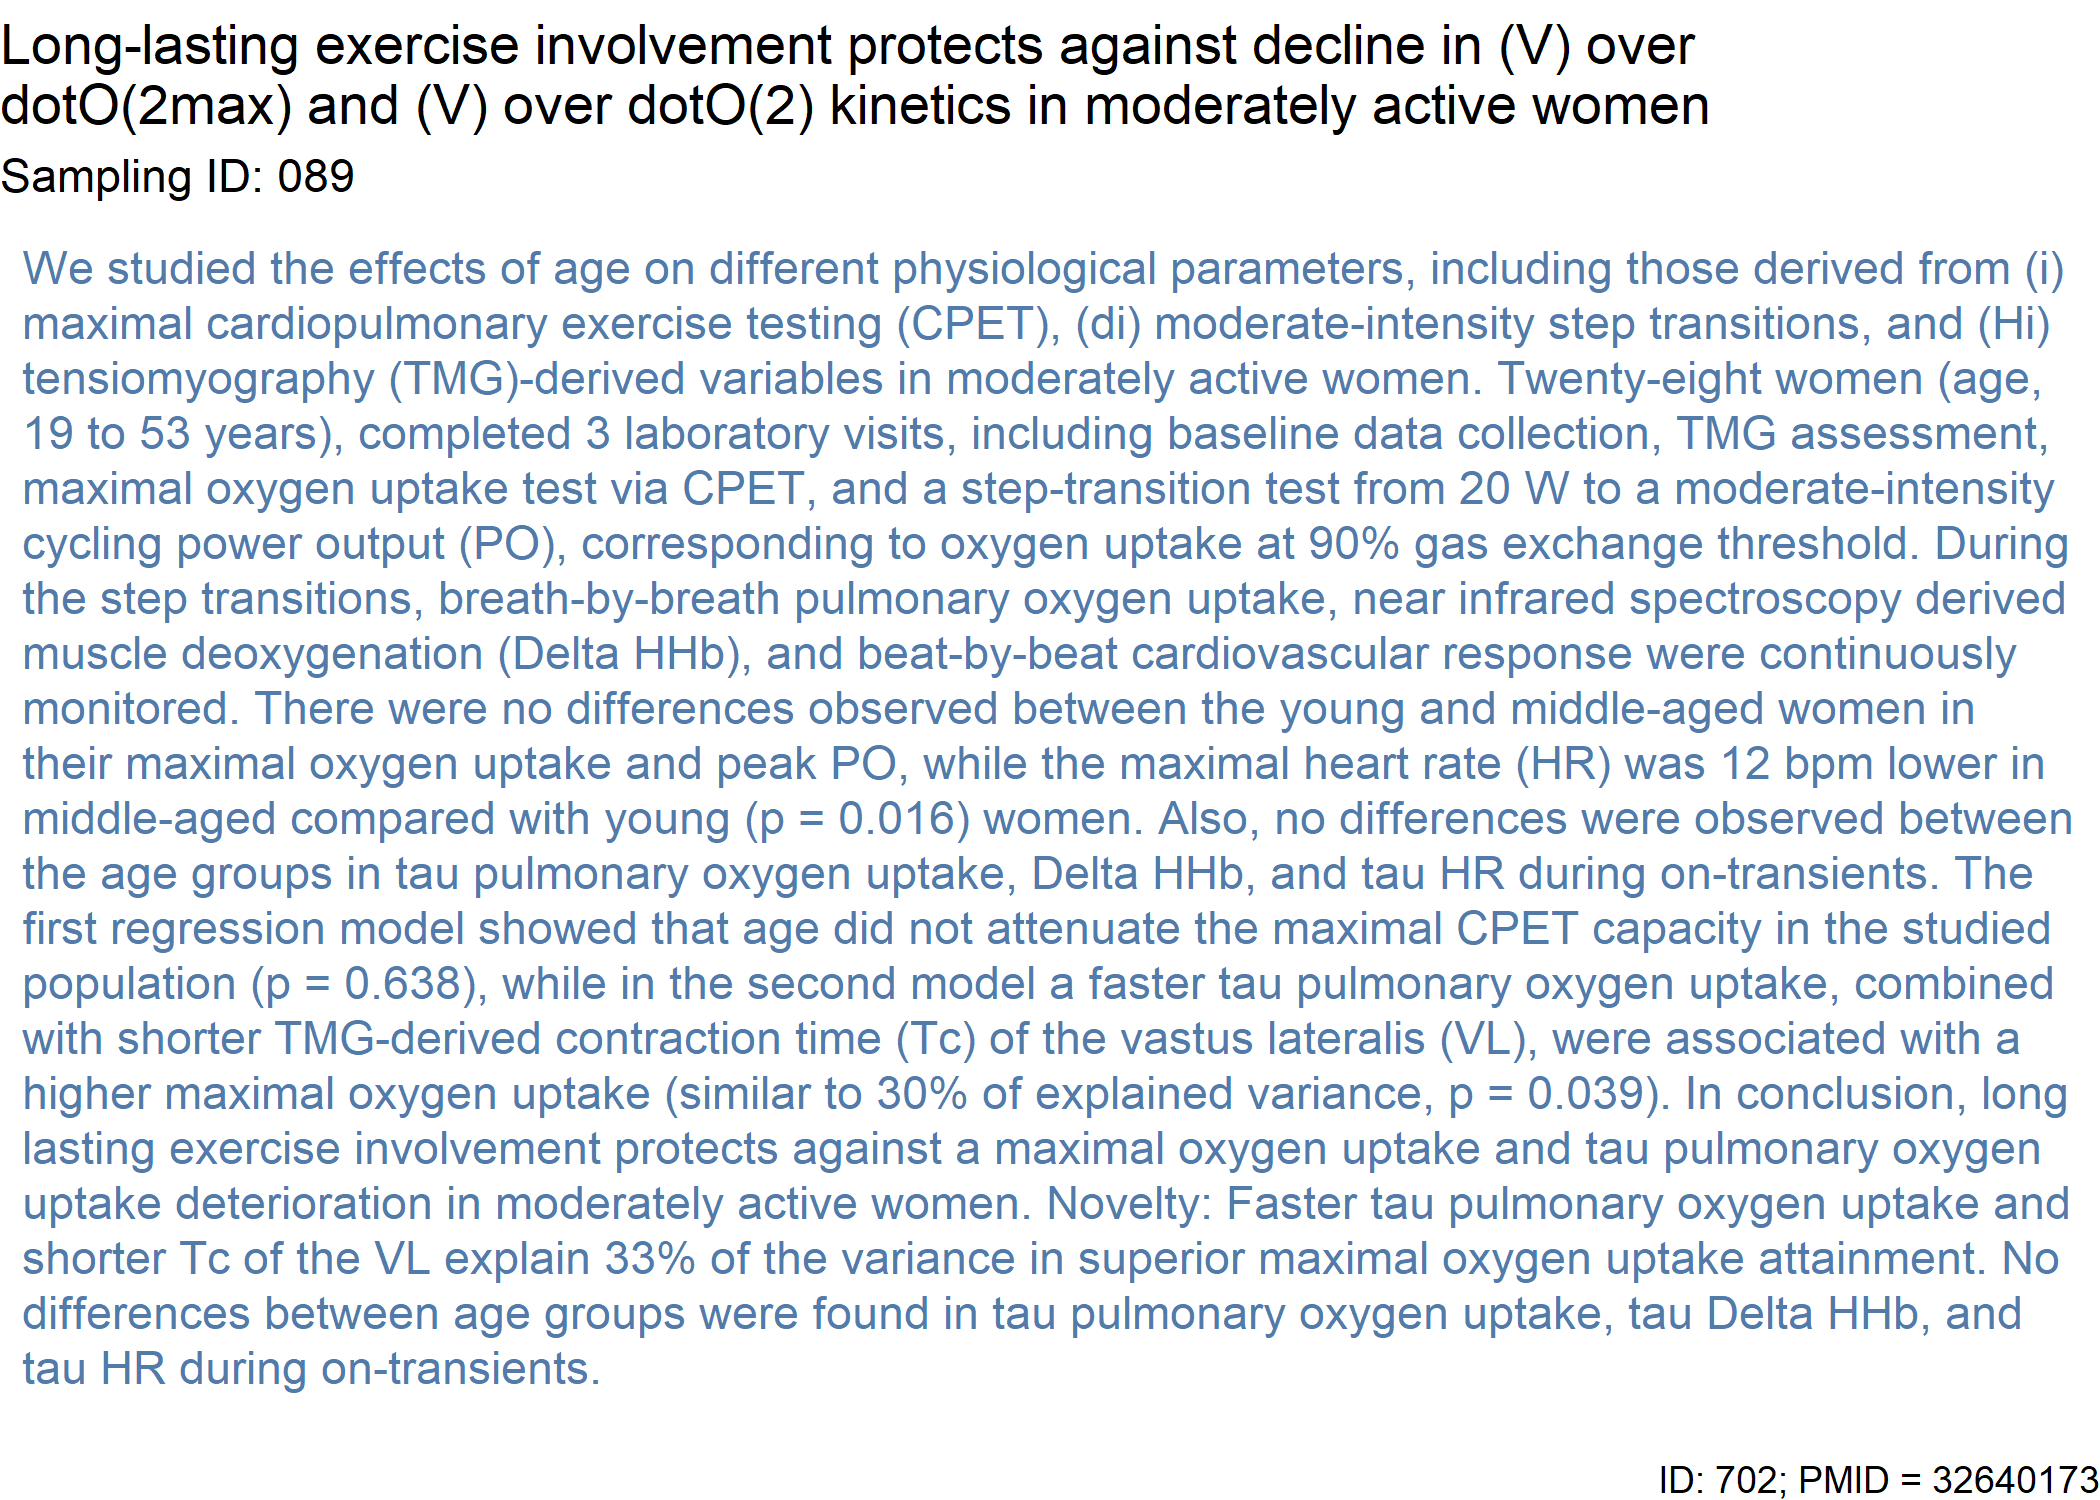 Long-lasting exercise involvement protects against decline in (V) over
dotO(2max) and (V) over dotO(2) kinetics in moderately active women
Sampling ID: 089
We studied the effects of age on different physiological parameters, including those derived from (i)
maximal cardiopulmonary exercise testing (CPET), (di) moderate-intensity step transitions, and (Hi)
tensiomyography (TMG)-derived variables in moderately active women. Twenty-eight women (age,
19 to 53 years), completed 3 laboratory visits, including baseline data collection, TMG assessment,
maximal oxygen uptake test via CPET, and a step-transition test from 20 W to a moderate-intensity
cycling power output (PO), corresponding to oxygen uptake at 90% gas exchange threshold. During
the step transitions, breath-by-breath pulmonary oxygen uptake, near infrared spectroscopy derived
muscle deoxygenation (Delta HHb), and beat-by-beat cardiovascular response were continuously
monitored. There were no differences observed between the young and middle-aged women in
their maximal oxygen uptake and peak PO, while the maximal heart rate (HR) was 12 bpm lower in
middle-aged compared with young (p = 0.016) women. Also, no differences were observed between
the age groups in tau pulmonary oxygen uptake, Delta HHb, and tau HR during on-transients. The
first regression model showed that age did not attenuate the maximal CPET capacity in the studied
population (p = 0.638), while in the second model a faster tau pulmonary oxygen uptake, combined
with shorter TMG-derived contraction time (Tc) of the vastus lateralis (VL), were associated with a
higher maximal oxygen uptake (similar to 30% of explained variance, p = 0.039). In conclusion, long
lasting exercise involvement protects against a maximal oxygen uptake and tau pulmonary oxygen
uptake deterioration in moderately active women. Novelty: Faster tau pulmonary oxygen uptake and
shorter Tc of the VL explain 33% of the variance in superior maximal oxygen uptake attainment. No
differences between age groups were found in tau pulmonary oxygen uptake, tau Delta HHb, and
tau HR during on-transients.
ID: 702; PMID = 32640173